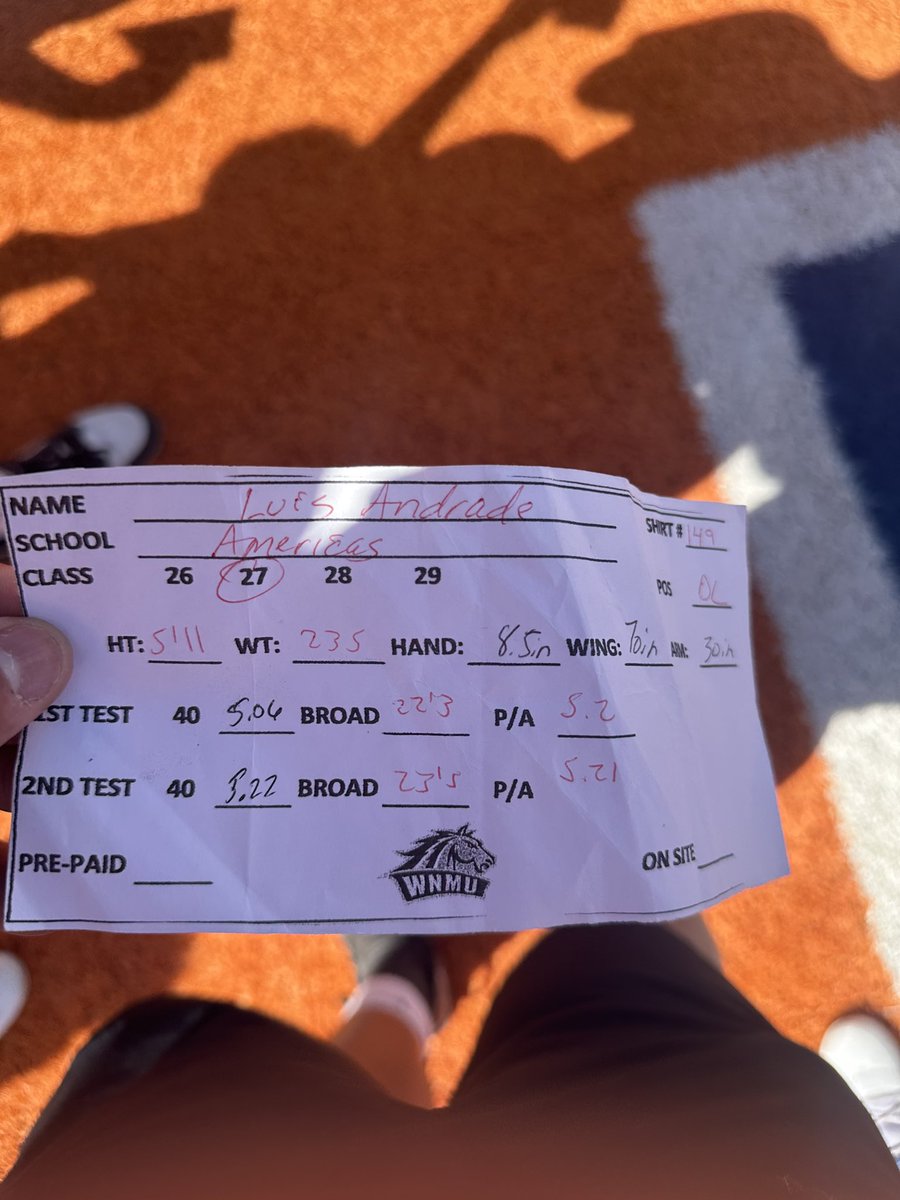 NAME Luis Andrade
SCHOOL Americas SHIRT # 149
CLASS 26 27 28 29 POS OL
HT: 5'11 WT: 235 HAND: 8.5in WING: 70in ARM: 30in
1ST TEST 40 5.06 BROAD 22'3 P/A 5.2
2ND TEST 40 5.22 BROAD 23'5 P/A 5.21
PRE-PAID ON SITE
WNMU